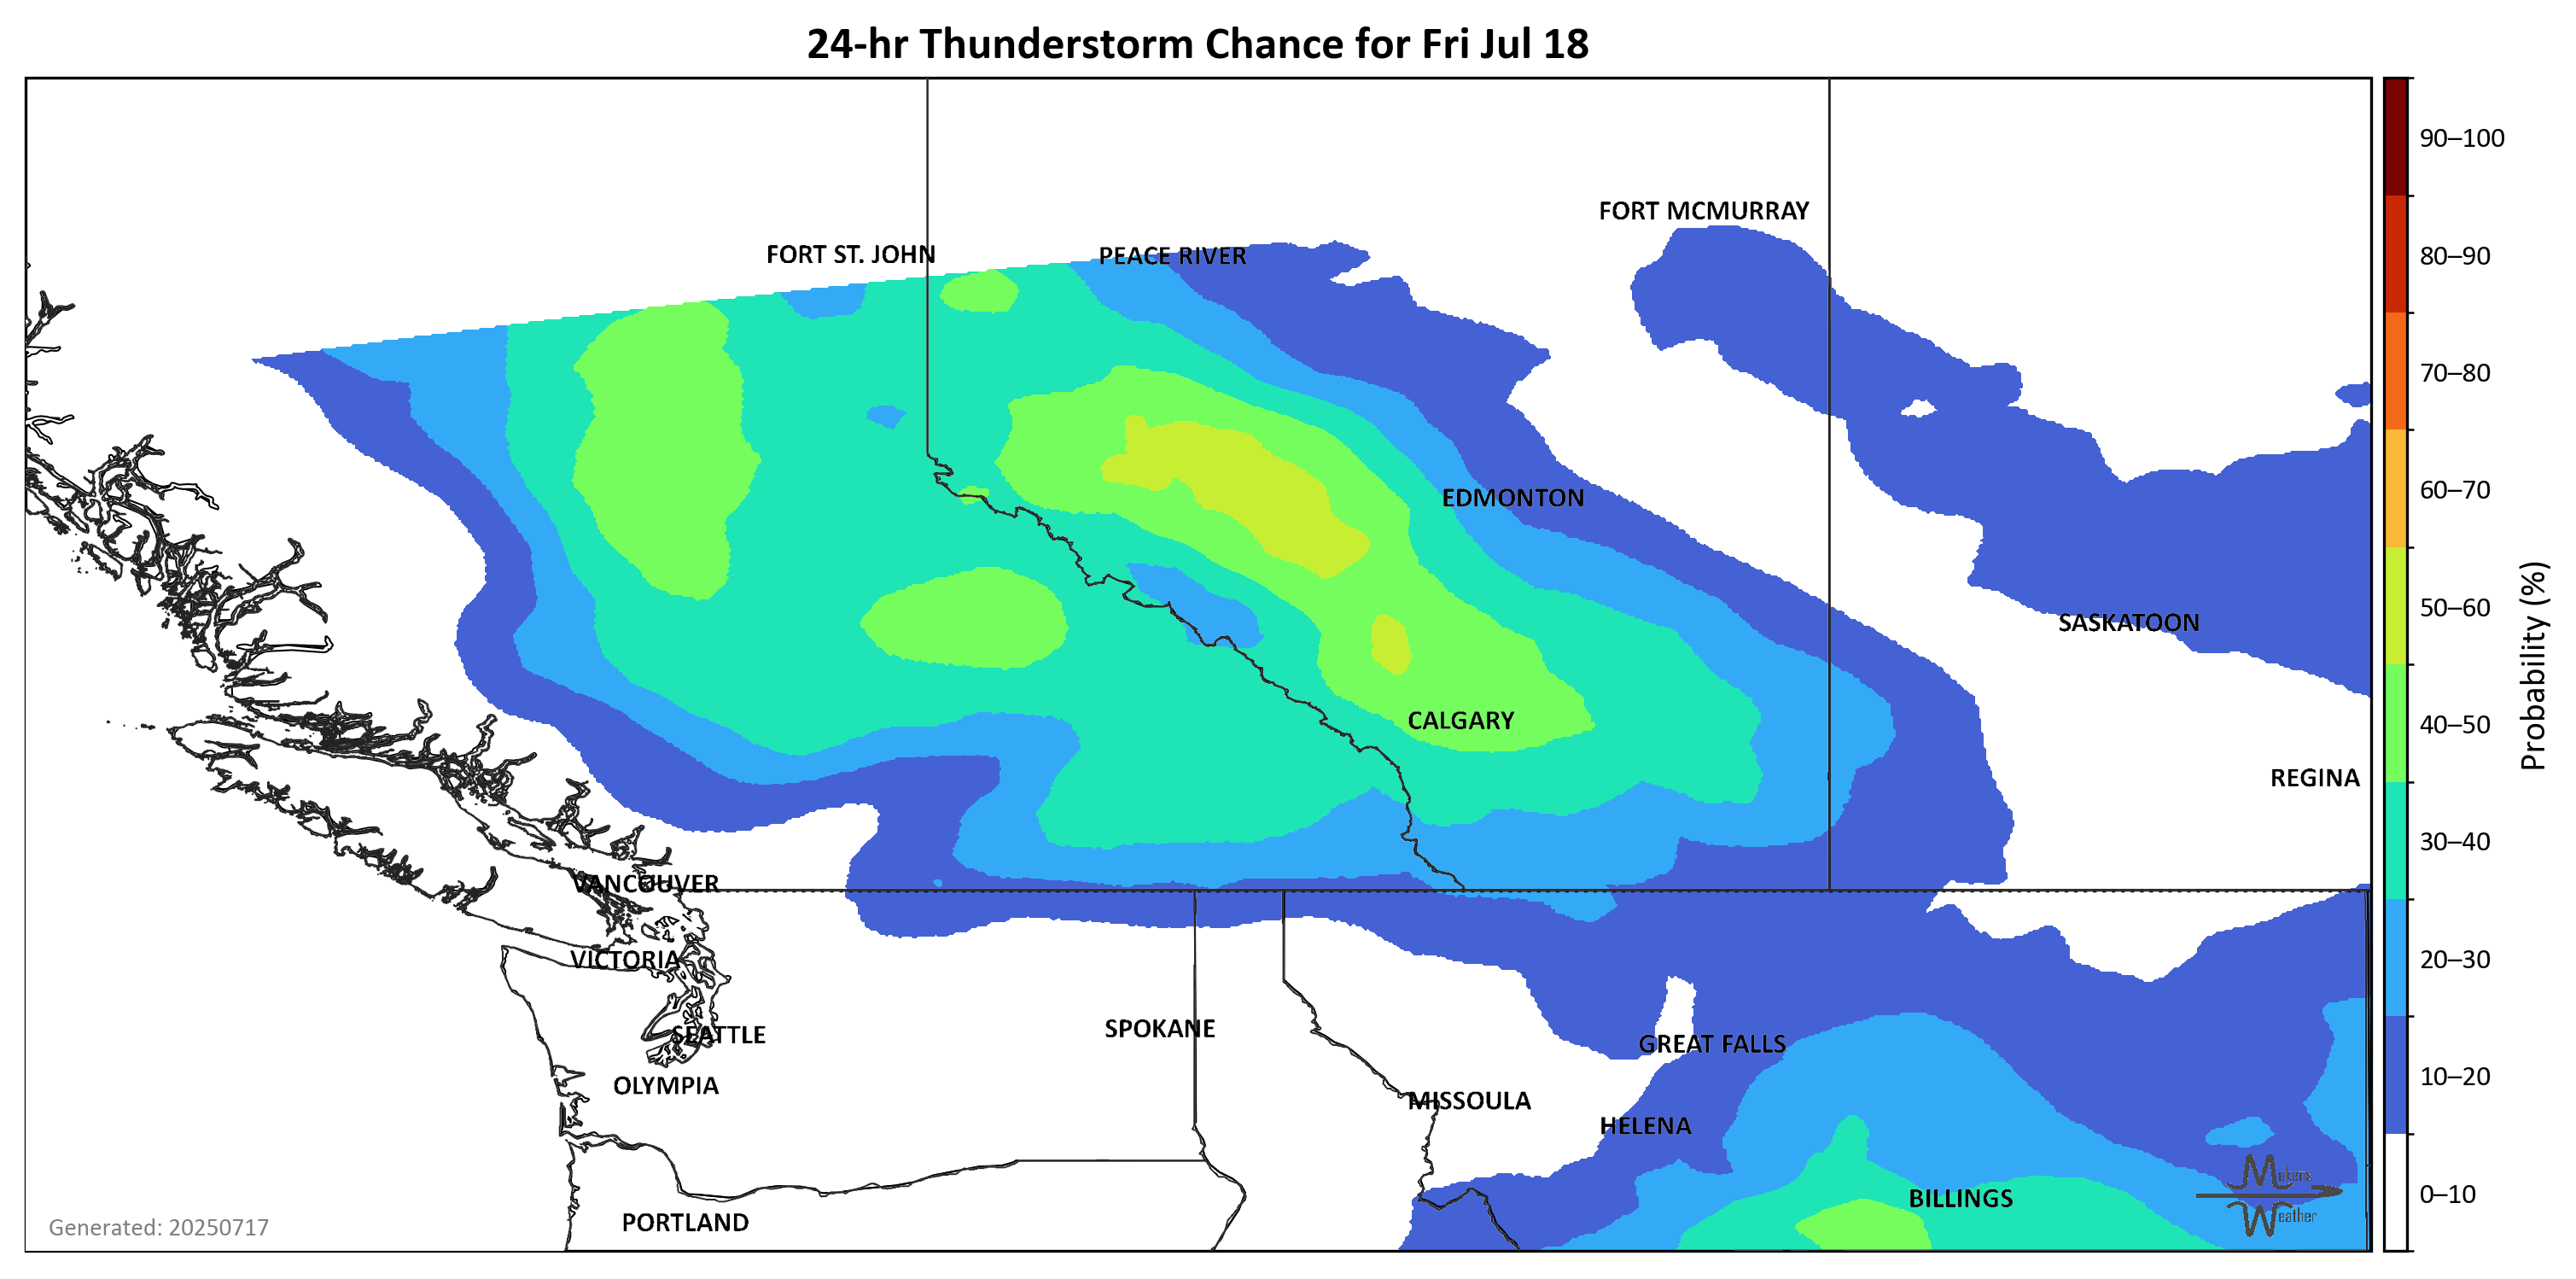 24-hr Thunderstorm Chance for Fri Jul 18
FORT MCMURRAY
FORT ST. JOHN
PEACE RIVER
EDMONTON
SASKATOON
CALGARY
REGINA
VANCOUVER
VICTORIA
SEATTLE
SPOKANE
GREAT FALLS
OLYMPIA
MISSOULA
HELENA
BILLINGS
PORTLAND
Generated: 20250717
Mekens
Weather
90–100
80–90
70–80
60–70
50–60
40–50
30–40
20–30
10–20
0–10
Probability (%)